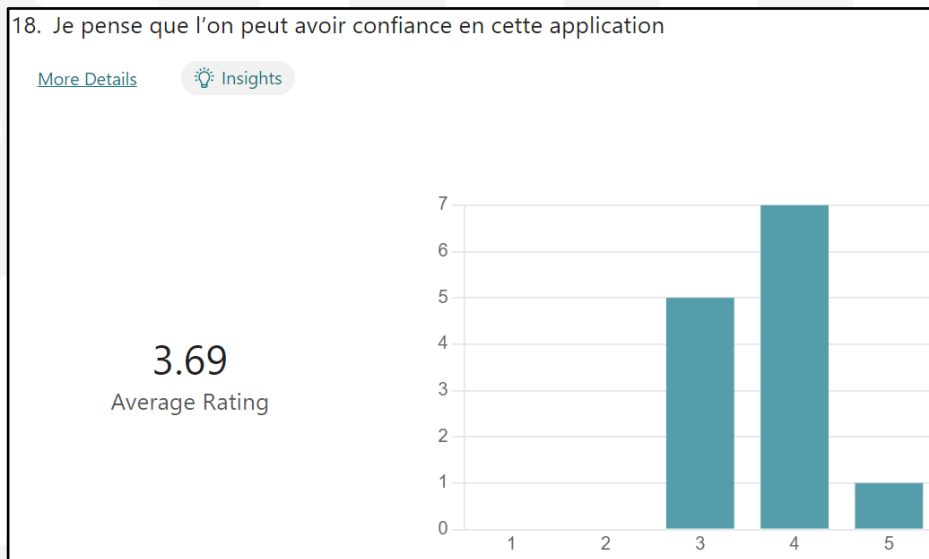 18. Je pense que l’on peut avoir confiance en cette application
More Details Insights
7
6
5
4
3
2
1
0
3.69
Average Rating
1 2 3 4 5